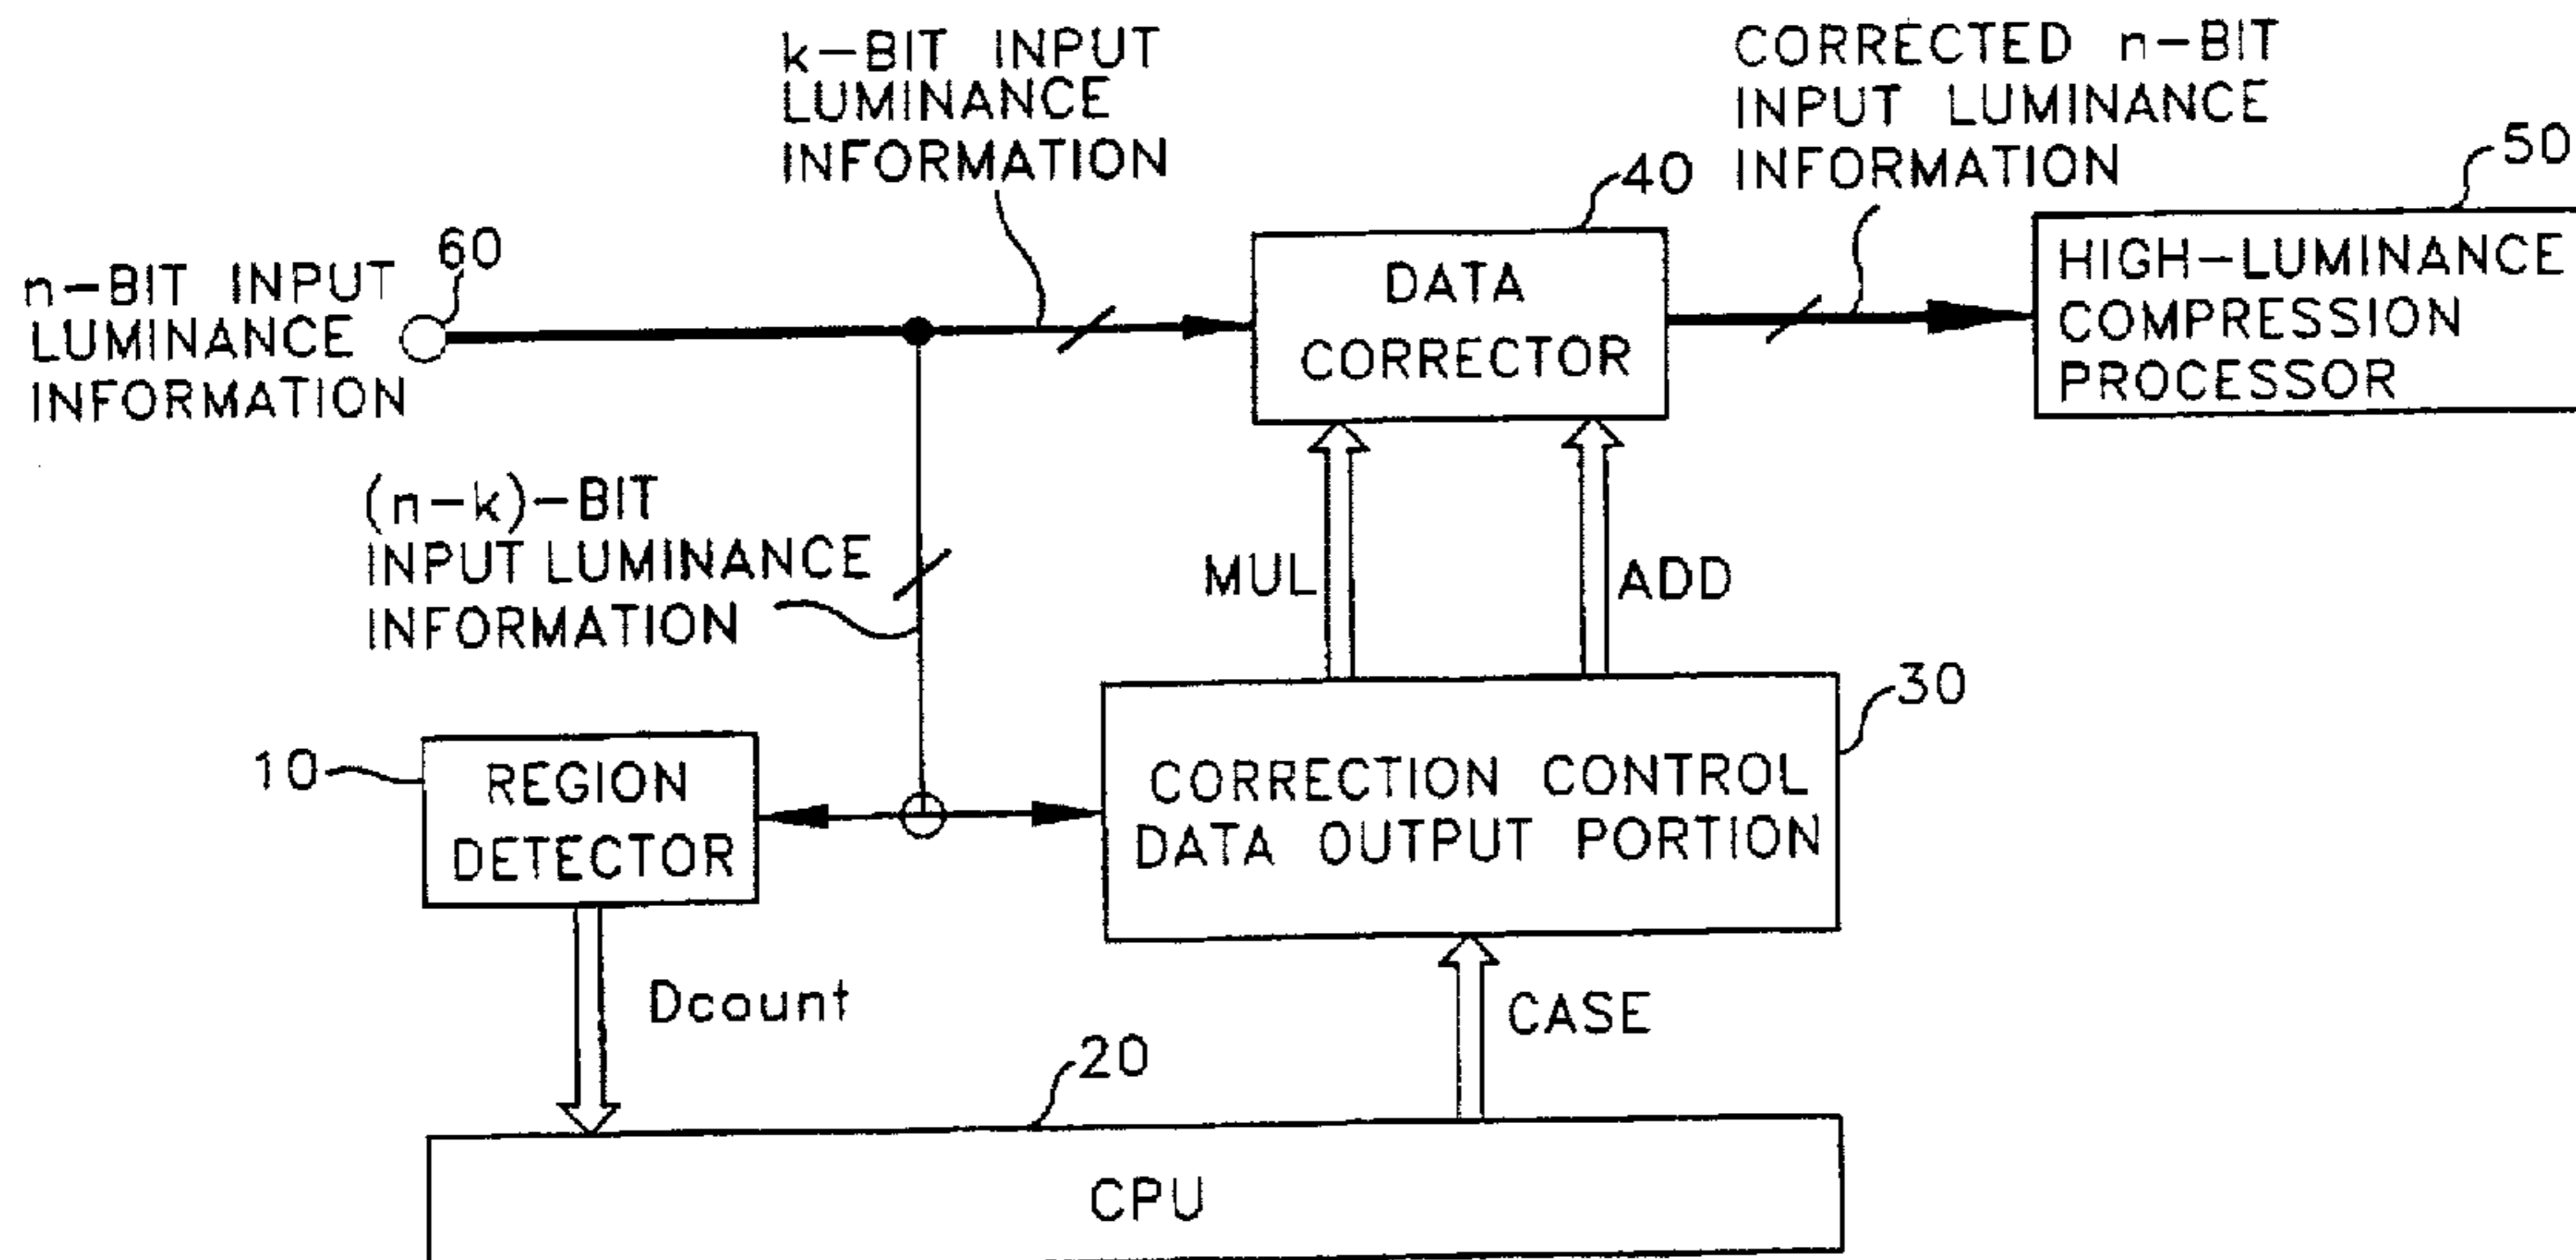 k-BIT INPUT
LUMINANCE
INFORMATION
CORRECTED n-BIT
INPUT LUMINANCE
INFORMATION
40
50
60
n-BIT INPUT
LUMINANCE
INFORMATION
DATA
CORRECTOR
HIGH-LUMINANCE
COMPRESSION
PROCESSOR
(n-k)-BIT
INPUT LUMINANCE
INFORMATION
MUL
ADD
30
10
REGION
DETECTOR
CORRECTION CONTROL
DATA OUTPUT PORTION
Dcount
CASE
20
CPU